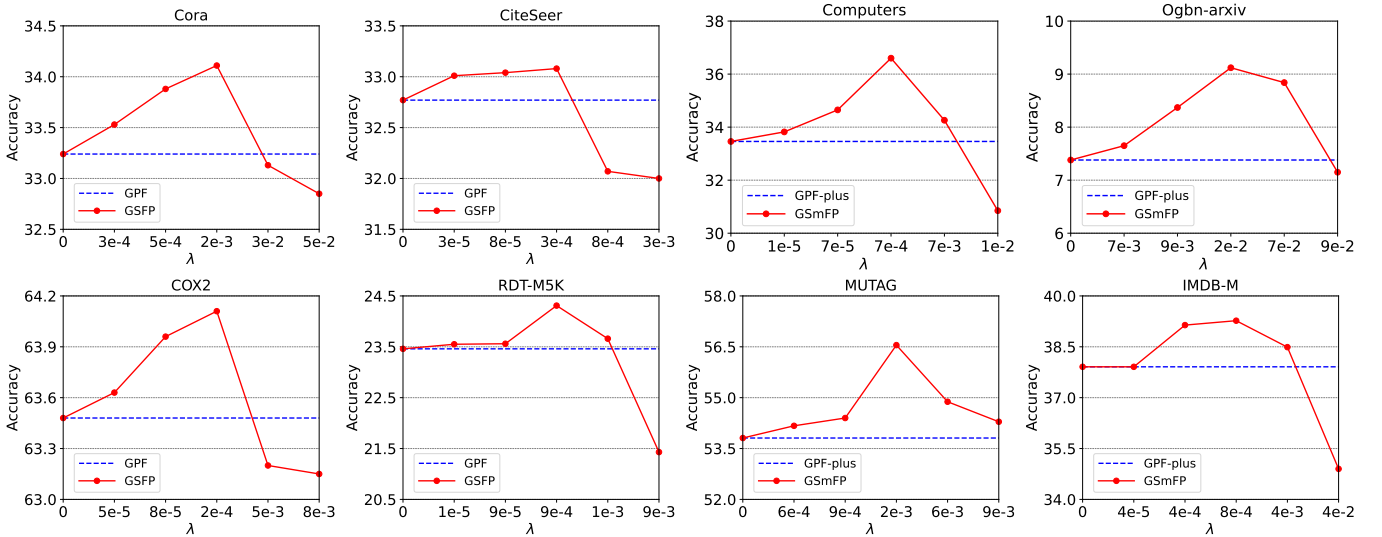 Cora
34.5
34.0
33.5
33.0
32.5
Accuracy
GPF
GSFP
0 3e-4 5e-4 2e-3 3e-2 5e-2
λ
CiteSeer
33.5
33.0
32.5
32.0
31.5
Accuracy
GPF
GSFP
0 3e-5 8e-5 3e-4 8e-4 3e-3
λ
Computers
38
36
34
32
30
Accuracy
GPF-plus
GSmFP
0 1e-5 7e-5 7e-4 7e-3 1e-2
λ
Ogbn-arxiv
10
9
8
7
6
Accuracy
GPF-plus
GSmFP
0 7e-3 9e-3 2e-2 7e-2 9e-2
λ
COX2
64.2
63.9
63.6
63.3
63.0
Accuracy
GPF
GSFP
0 5e-5 8e-5 2e-4 5e-3 8e-3
λ
RDT-M5K
24.5
23.5
22.5
21.5
20.5
Accuracy
GPF
GSFP
0 1e-5 9e-5 9e-4 1e-3 9e-3
λ
MUTAG
58.0
56.5
55.0
53.5
52.0
Accuracy
GPF-plus
GSmFP
0 6e-4 9e-4 2e-3 6e-3 9e-3
λ
IMDB-M
40.0
38.5
37.0
35.5
34.0
Accuracy
GPF-plus
GSmFP
0 4e-5 4e-4 8e-4 4e-3 4e-2
λ